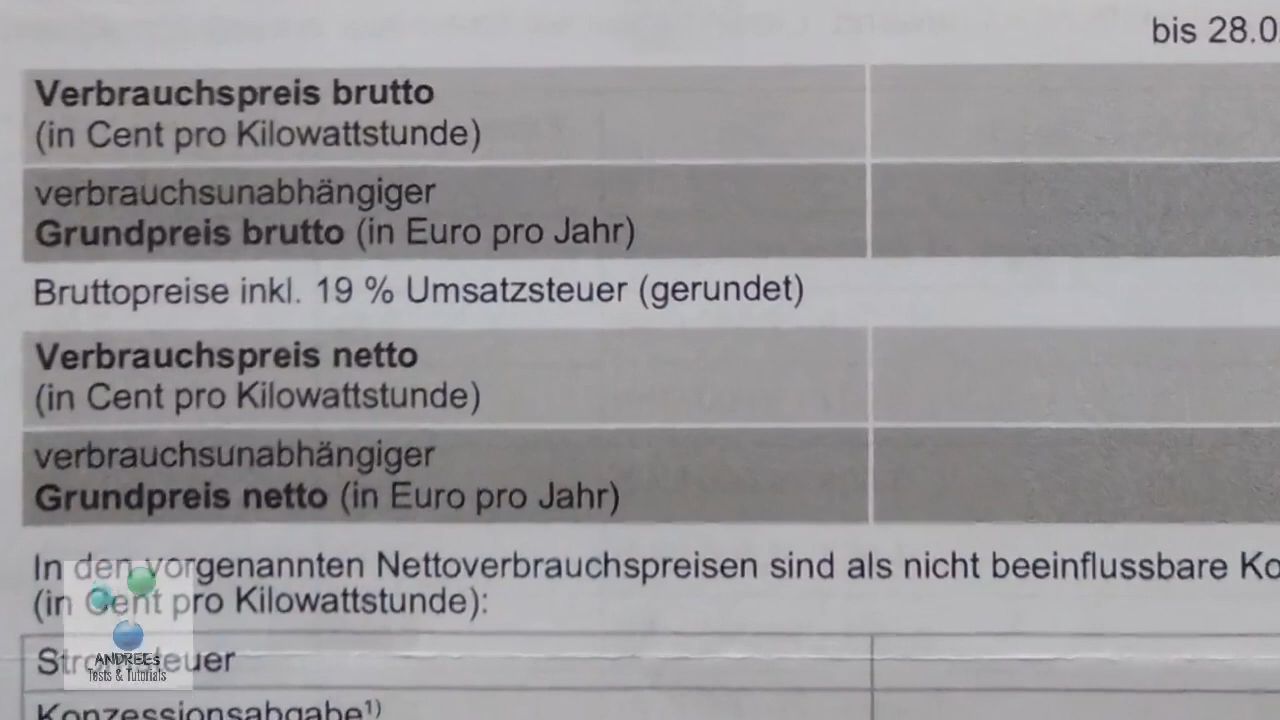 bis 28.0
Verbrauchspreis brutto
(in Cent pro Kilowattstunde)
verbrauchsunabhängiger
Grundpreis brutto (in Euro pro Jahr)
Bruttopreise inkl. 19 % Umsatzsteuer (gerundet)
Verbrauchspreis netto
(in Cent pro Kilowattstunde)
verbrauchsunabhängiger
Grundpreis netto (in Euro pro Jahr)
In den vorgenannten Nettoverbrauchspreisen sind als nicht beeinflussbare Ko
(in Cent pro Kilowattstunde):
Stromsteuer
ANDREEs
Tests & Tutorials
Konzessionsabgabe¹⁾